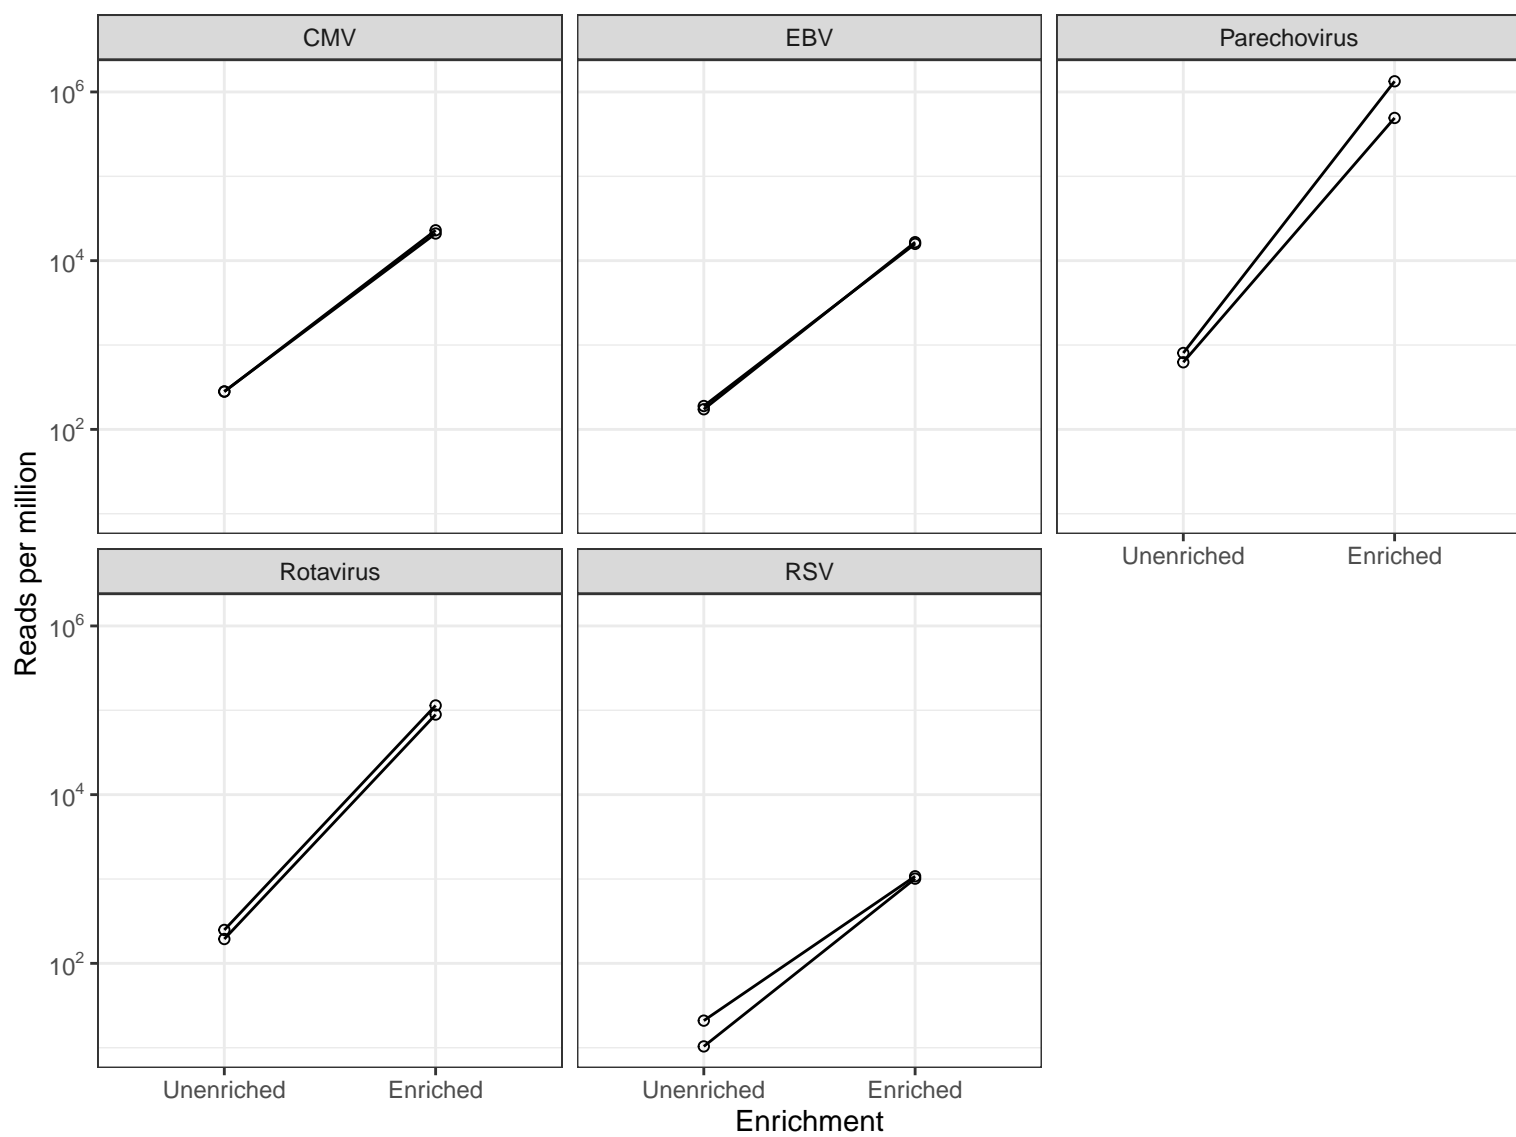 CMV
EBV
Parechovirus
10^6
10^4
10^2
Unenriched Enriched
Rotavirus
RSV
10^6
10^4
10^2
Unenriched Enriched
Unenriched Enriched
Reads per million
Enrichment